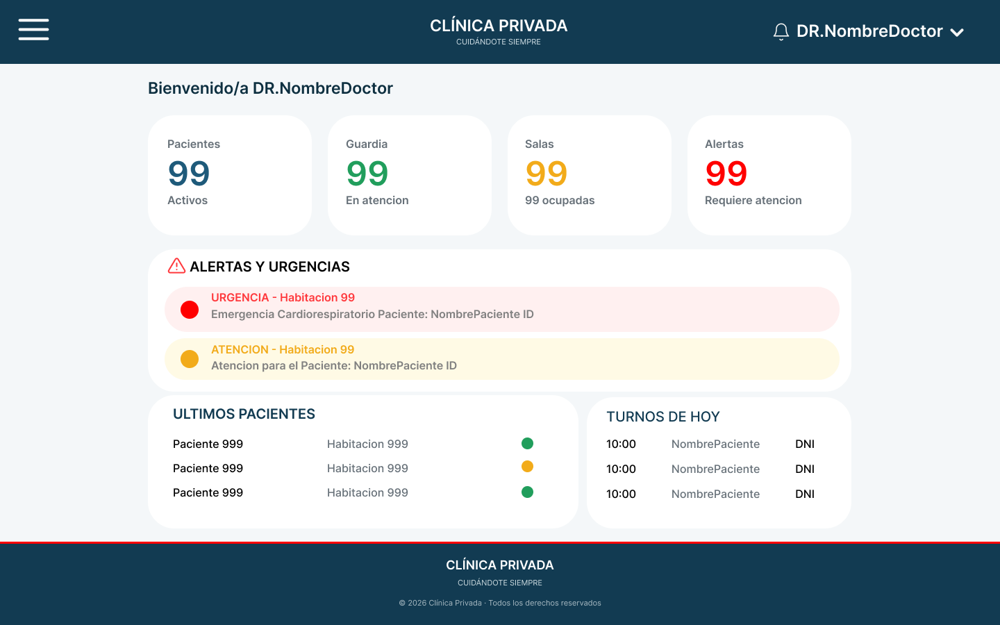 CLÍNICA PRIVADA
CUIDÁNDOTE SIEMPRE
DR.NombreDoctor
Bienvenido/a DR.NombreDoctor
Pacientes
99
Activos
Guardia
99
En atencion
Salas
99
99 ocupadas
Alertas
99
Requiere atencion
ALERTAS Y URGENCIAS
URGENCIA - Habitacion 99
Emergencia Cardiorespiratorio Paciente: NombrePaciente ID
ATENCION - Habitacion 99
Atencion para el Paciente: NombrePaciente ID
ULTIMOS PACIENTES
Paciente 999 Habitacion 999
Paciente 999 Habitacion 999
Paciente 999 Habitacion 999
TURNOS DE HOY
10:00 NombrePaciente DNI
10:00 NombrePaciente DNI
10:00 NombrePaciente DNI
CLÍNICA PRIVADA
CUIDÁNDOTE SIEMPRE
© 2026 Clínica Privada · Todos los derechos reservados